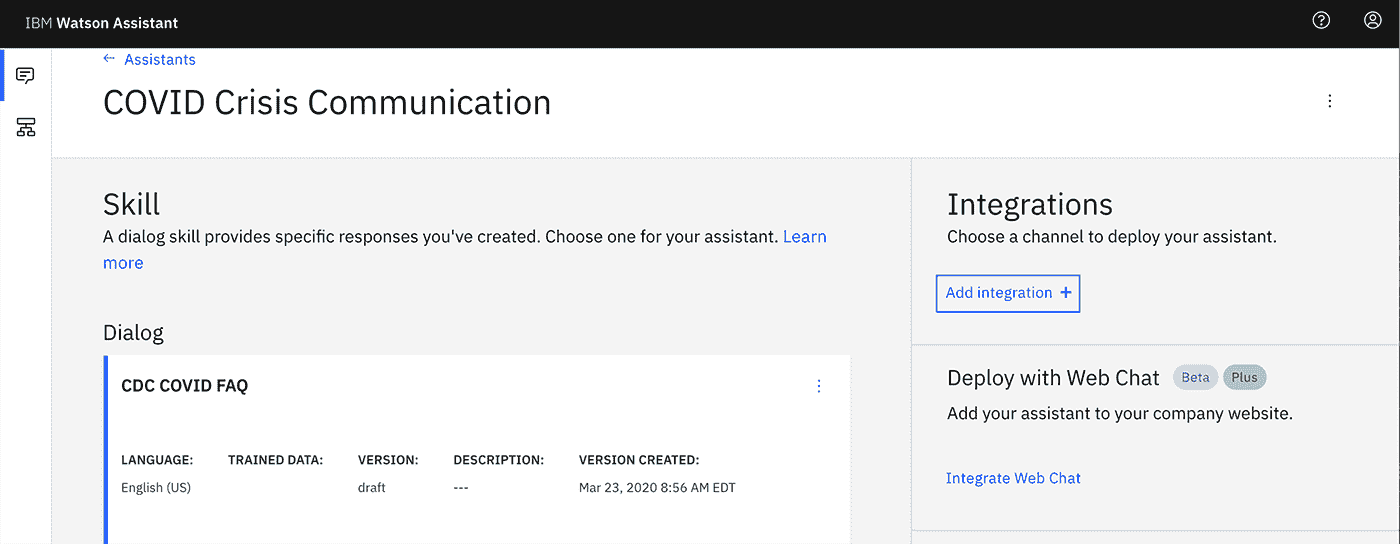 IBM Watson Assistant
← Assistants
COVID Crisis Communication
Skill
A dialog skill provides specific responses you've created. Choose one for your assistant. Learn
more
Dialog
CDC COVID FAQ
LANGUAGE: TRAINED DATA: VERSION: DESCRIPTION: VERSION CREATED:
English (US) draft --- Mar 23, 2020 8:56 AM EDT
Integrations
Choose a channel to deploy your assistant.
Add integration +
Deploy with Web Chat Beta Plus
Add your assistant to your company website.
Integrate Web Chat